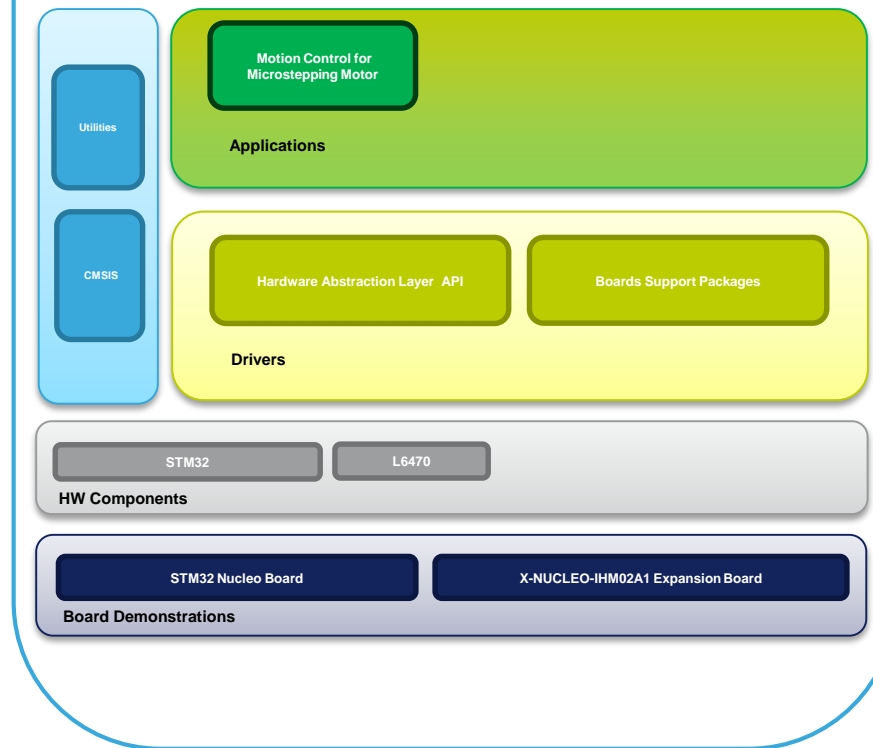 Motion Control for
Microstepping Motor
Utilities
Applications
CMSIS
Hardware Abstraction Layer API
Boards Support Packages
Drivers
STM32
L6470
HW Components
STM32 Nucleo Board
X-NUCLEO-IHM02A1 Expansion Board
Board Demonstrations